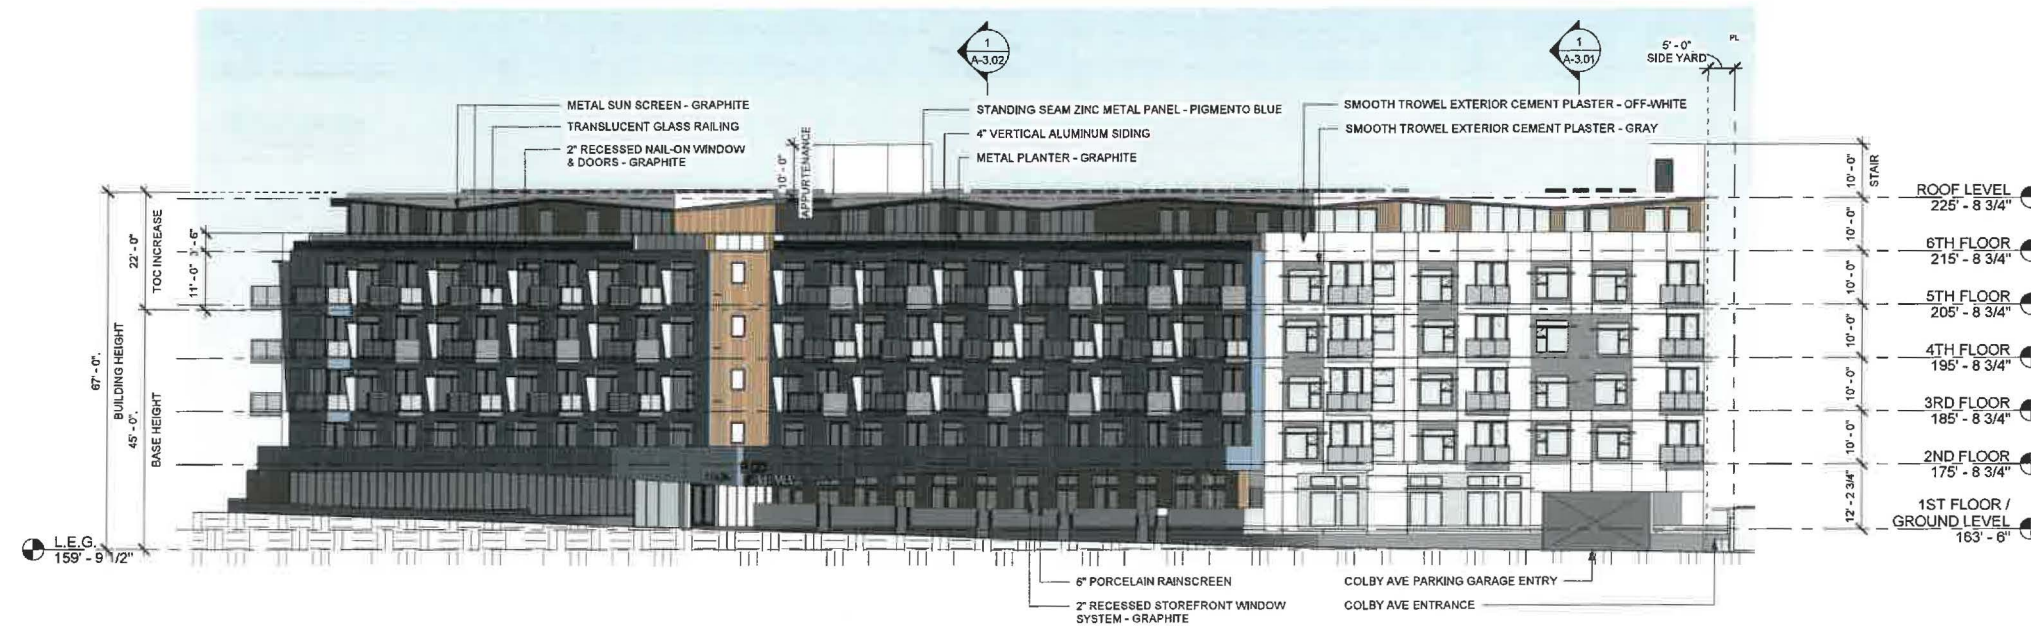 1
A-3.02
1
A-3.01
5' - 0"
SIDE YARD
PL
METAL SUN SCREEN - GRAPHITE
TRANSLUCENT GLASS RAILING
2" RECESSED NAIL-ON WINDOW
& DOORS - GRAPHITE
10' - 0"
APPURTENANCE
STANDING SEAM ZINC METAL PANEL - PIGMENTO BLUE
4" VERTICAL ALUMINUM SIDING
METAL PLANTER - GRAPHITE
SMOOTH TROWEL EXTERIOR CEMENT PLASTER - OFF-WHITE
SMOOTH TROWEL EXTERIOR CEMENT PLASTER - GRAY
67' - 0".
BUILDING HEIGHT
22' - 0"
TOC INCREASE
3' - 6"
11' - 0"
45' - 0".
BASE HEIGHT
L.E.G.
159' - 9 1/2"
10' - 0"
STAIR
10' - 0"
10' - 0"
10' - 0"
10' - 0"
10' - 0"
12' - 2 3/4"
ROOF LEVEL
225' - 8 3/4"
6TH FLOOR
215' - 8 3/4"
5TH FLOOR
205' - 8 3/4"
4TH FLOOR
195' - 8 3/4"
3RD FLOOR
185' - 8 3/4"
2ND FLOOR
175' - 8 3/4"
1ST FLOOR /
GROUND LEVEL
163' - 6"
6" PORCELAIN RAINSCREEN
2" RECESSED STOREFRONT WINDOW
SYSTEM - GRAPHITE
COLBY AVE PARKING GARAGE ENTRY
COLBY AVE ENTRANCE